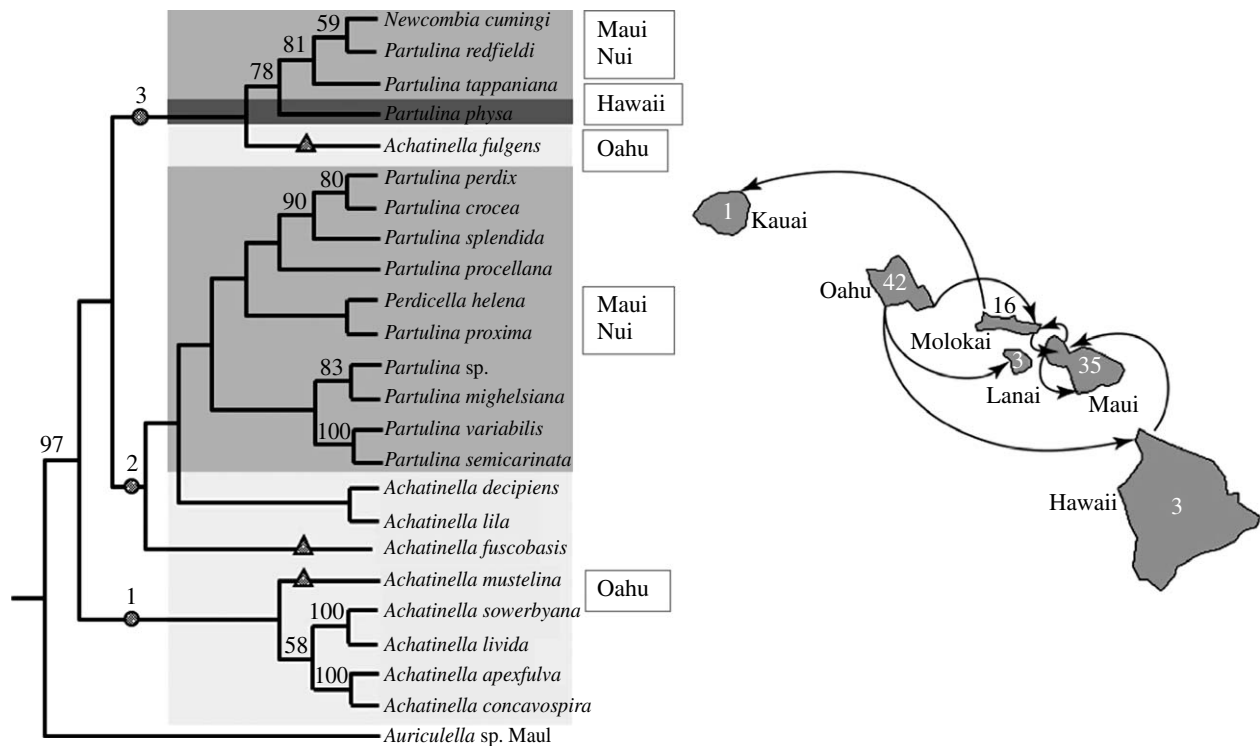 59
Newcombia cumingi
Partulina redfieldi
81
Partulina tappaniana
78
Partulina physa
3
Achatinella fulgens
Maui
Nui
Hawaii
Oahu
80
Partulina perdix
Partulina crocea
90
Partulina splendida
Partulina procellana
Perdicella helena
Partulina proxima
83
Partulina sp.
Partulina mighelsiana
100
Partulina variabilis
Partulina semicarinata
Maui
Nui
97
2
Achatinella decipiens
Achatinella lila
Achatinella fuscobasis
1
Achatinella mustelina
100
Achatinella sowerbyana
Achatinella livida
58
100
Achatinella apexfulva
Achatinella concavospira
Oahu
Auriculella sp. Maul
1
Kauai
Oahu
42
16
Molokai
3
Lanai
35
Maui
Hawaii
3